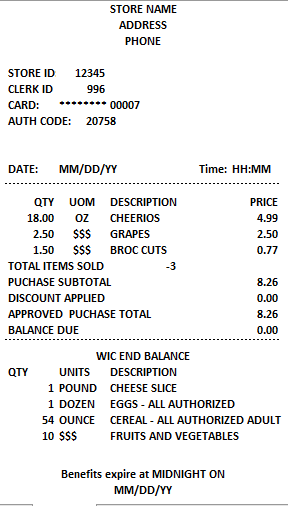 STORE NAME
ADDRESS
PHONE
STORE ID 12345
CLERK ID 996
CARD: ******** 00007
AUTH CODE: 20758
DATE: MM/DD/YY Time: HH:MM
QTY UOM DESCRIPTION PRICE
18.00 OZ CHEERIOS 4.99
2.50 $$$ GRAPES 2.50
1.50 $$$ BROC CUTS 0.77
TOTAL ITEMS SOLD -3
PUCHASE SUBTOTAL 8.26
DISCOUNT APPLIED 0.00
APPROVED PUCHASE TOTAL 8.26
BALANCE DUE 0.00
WIC END BALANCE
QTY UNITS DESCRIPTION
1 POUND CHEESE SLICE
1 DOZEN EGGS - ALL AUTHORIZED
54 OUNCE CEREAL - ALL AUTHORIZED ADULT
10 $$$ FRUITS AND VEGETABLES
Benefits expire at MIDNIGHT ON
MM/DD/YY